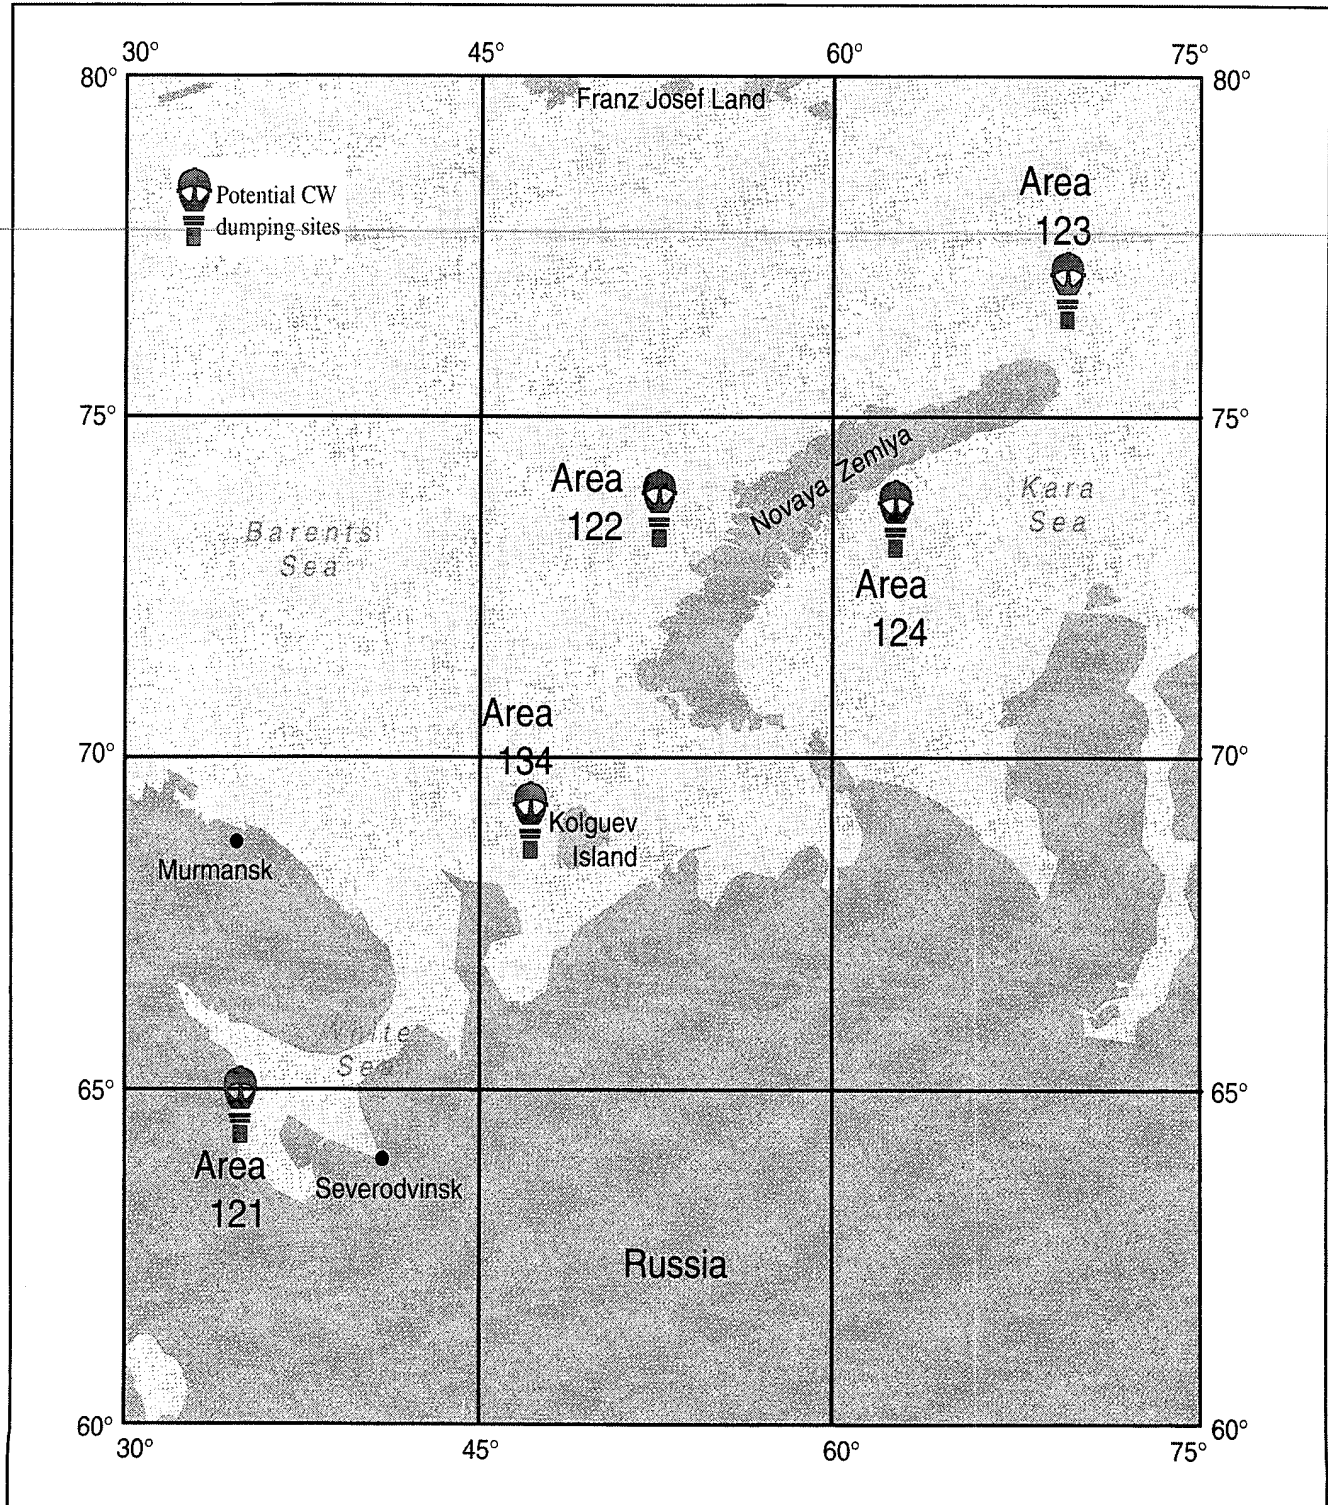 30°
45°
60°
75°
80°
80°
Franz Josef Land
Potential CW
dumping sites
Area
123
75°
75°
Area
122
Novaya Zemlya
Kara
Sea
Barents
Sea
Area
124
Area
134
70°
70°
Kolguev
Island
Murmansk
White
Sea
65°
65°
Area
121
Severodvinsk
Russia
60°
60°
30°
45°
60°
75°